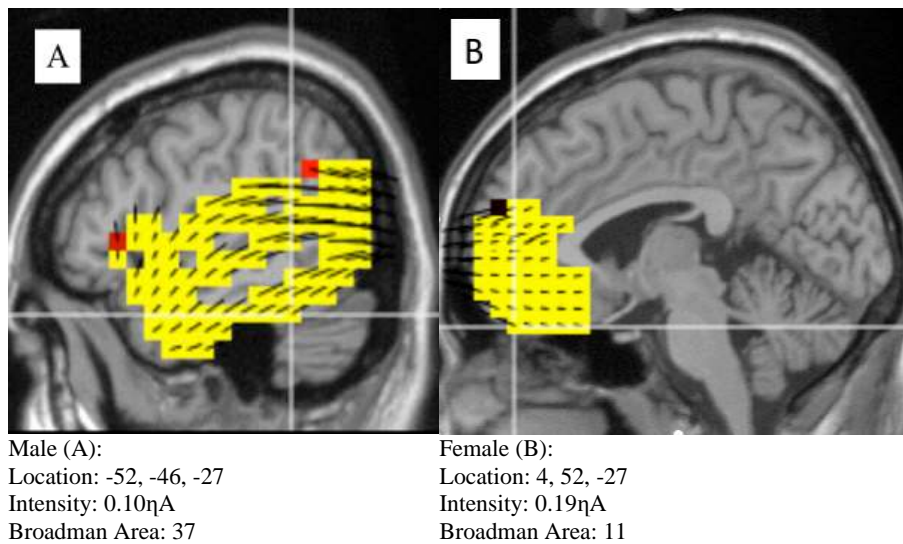 A
B
Male (A):
Location: -52, -46, -27
Intensity: 0.10ηA
Broadman Area: 37
Female (B):
Location: 4, 52, -27
Intensity: 0.19ηA
Broadman Area: 11